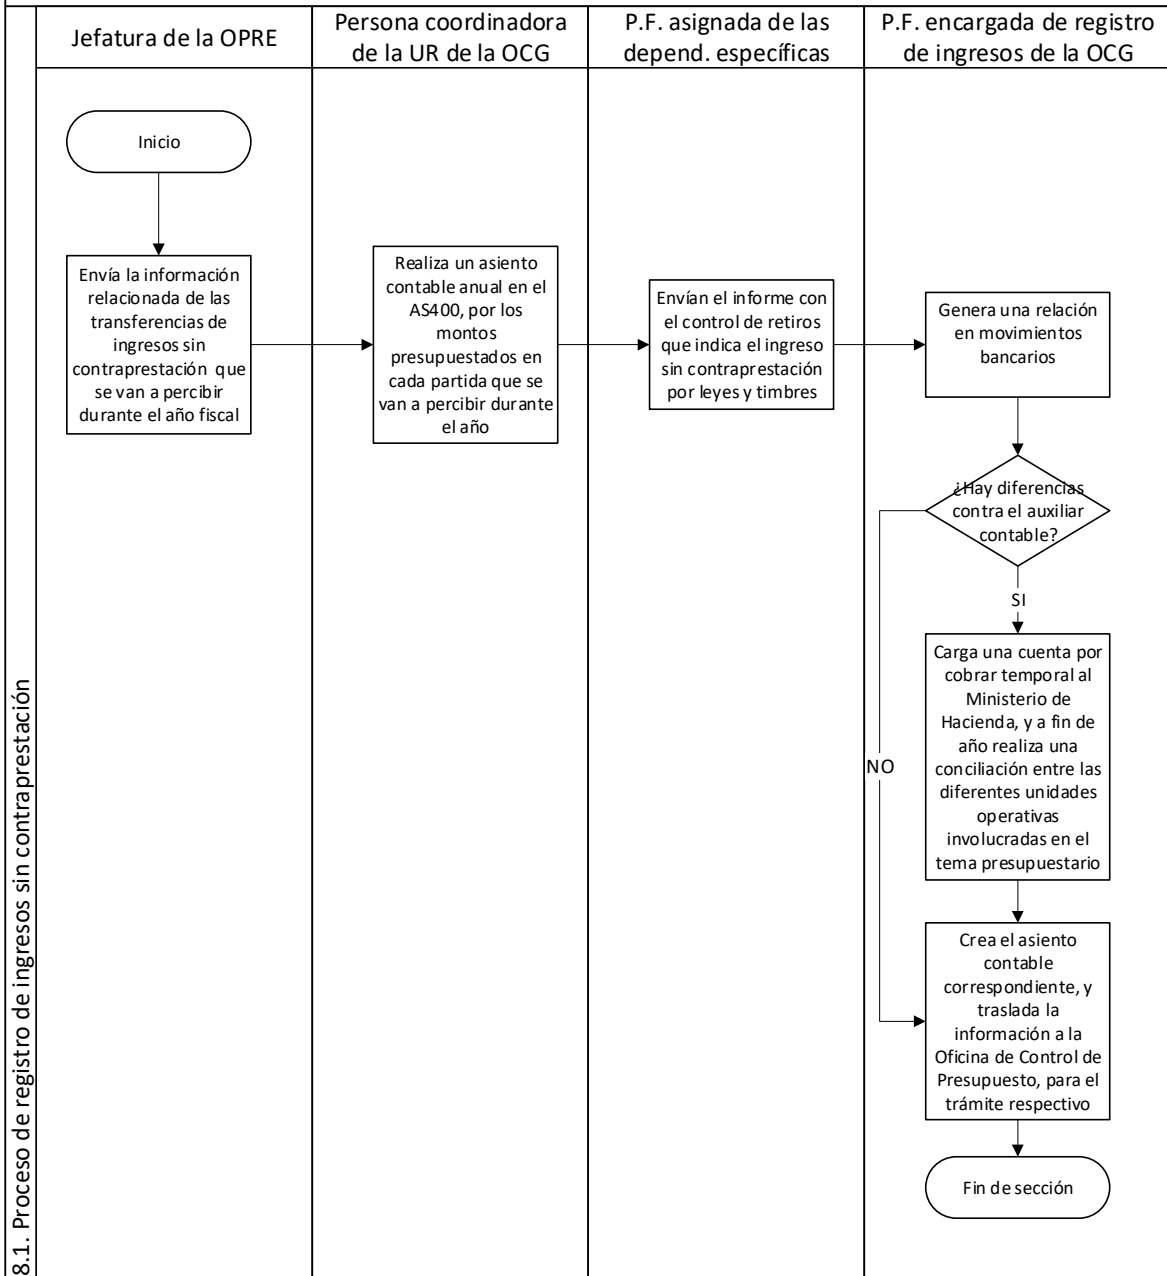 Jefatura de la OPRE
Persona coordinadora
de la UR de la OCG
P.F. asignada de las
depend. específicas
P.F. encargada de registro
de ingresos de la OCG
8.1. Proceso de registro de ingresos sin contraprestación
Inicio
Envía la información
relacionada de las
transferencias de
ingresos sin
contraprestación que
se van a percibir
durante el año fiscal
Realiza un asiento
contable anual en el
AS400, por los
montos
presupuestados en
cada partida que se
van a percibir durante
el año
Envían el informe con
el control de retiros
que indica el ingreso
sin contraprestación
por leyes y timbres
Genera una relación
en movimientos
bancarios
¿Hay diferencias
contra el auxiliar
contable?
SI
NO
Carga una cuenta por
cobrar temporal al
Ministerio de
Hacienda, y a fin de
año realiza una
conciliación entre las
diferentes unidades
operativas
involucradas en el
tema presupuestario
Crea el asiento
contable
correspondiente, y
traslada la
información a la
Oficina de Control de
Presupuesto, para el
trámite respectivo
Fin de sección